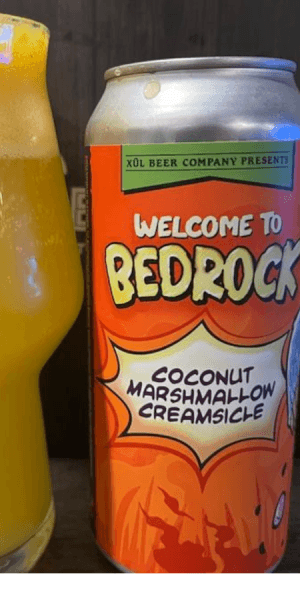 XÜL BEER COMPANY PRESENTS
WELCOME TO
BEDROCK
COCONUT
MARSHMALLOW
CREAMSICLE